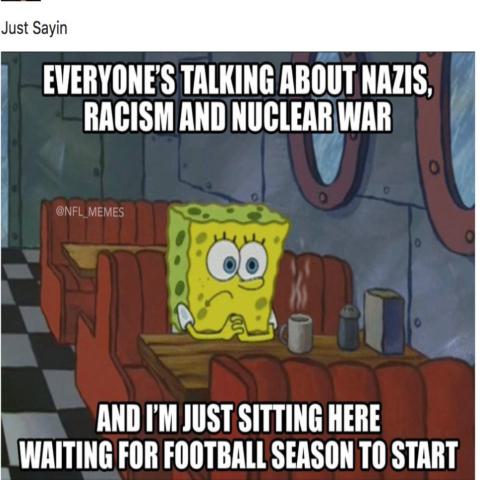 Just Sayin
EVERYONE'S TALKING ABOUT NAZIS,
RACISM AND NUCLEAR WAR
@NFL_MEMES
AND I'M JUST SITTING HERE
WAITING FOR FOOTBALL SEASON TO START